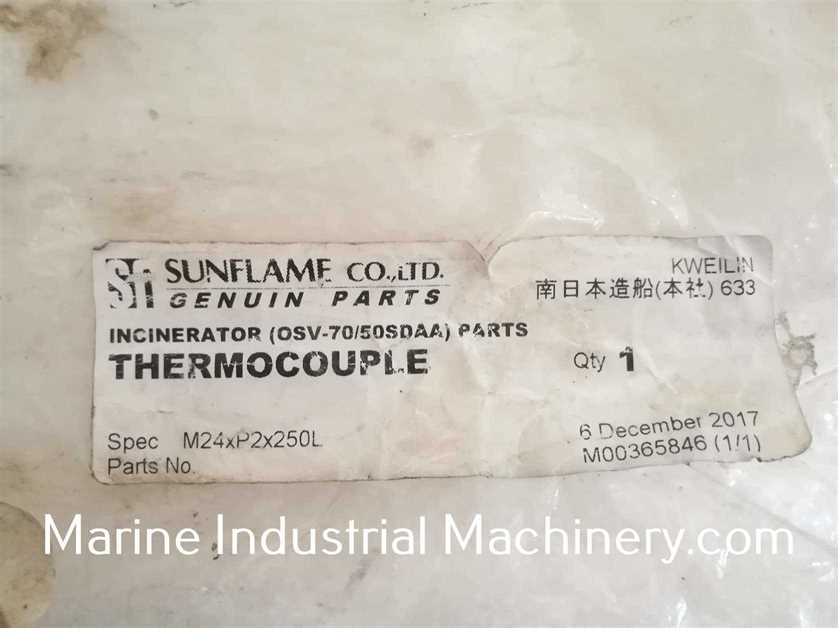 SUNFLAME CO.,LTD.
GENUIN PARTS
KWEILIN
南日本造船(本社) 633
INCINERATOR (OSV-70/50SDAA) PARTS
THERMOCOUPLE
Qty 1
Spec M24xP2x250L
Parts No.
6 December 2017
M00365846 (1/1)
Marine Industrial Machinery.com